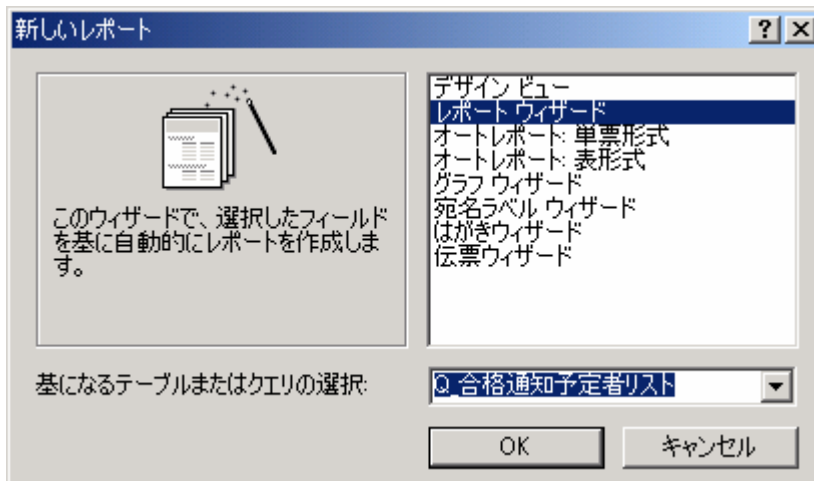 新しいレポート
このウィザードで、選択したフィールド
を基に自動的にレポートを作成しま
す。
デザイン ビュー
レポート ウィザード
オートレポート: 単票形式
オートレポート: 表形式
グラフ ウィザード
宛名ラベル ウィザード
はがきウィザード
伝票ウィザード
基になるテーブルまたはクエリの選択:
Q_合格通知予定者リスト
OK
キャンセル